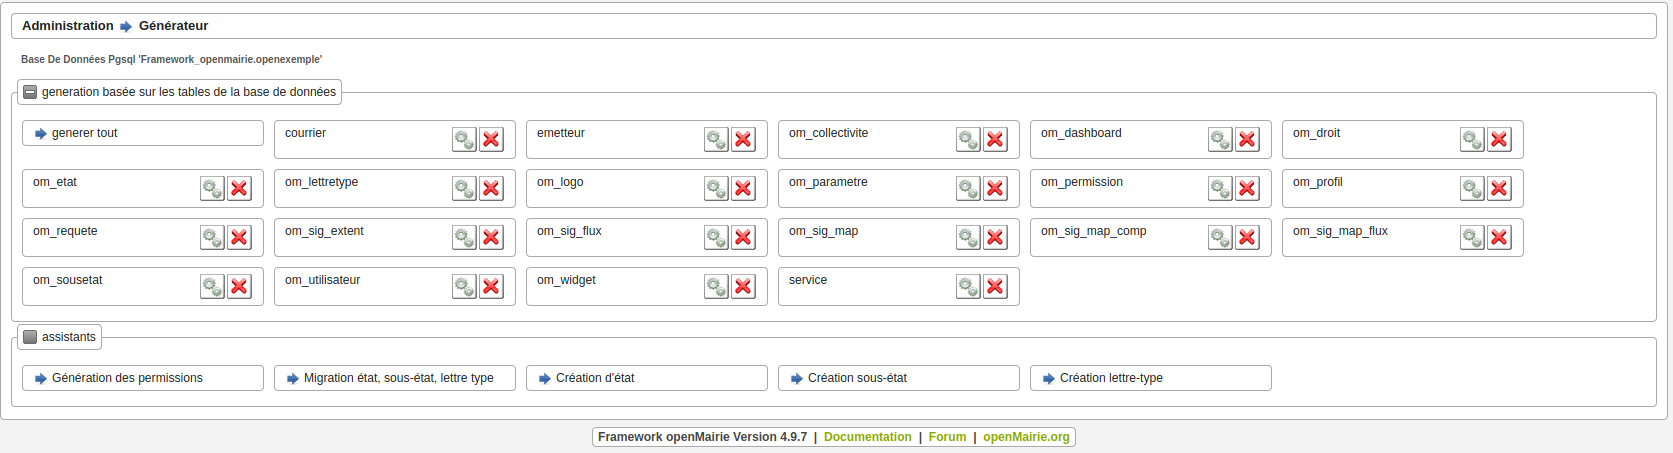 Administration Générateur
Base De Données Pgsql 'Framework_openmairie.openexemple'
generation basée sur les tables de la base de données
generer tout courrier emetteur om_collectivite om_dashboard om_droit
om_etat om_lettretype om_logo om_parametre om_permission om_profil
om_requete om_sig_extent om_sig_flux om_sig_map om_sig_map_comp om_sig_map_flux
om_sousetat om_utilisateur om_widget service
assistants
Génération des permissions Migration état, sous-état, lettre type Création d'état Création sous-état Création lettre-type
Framework openMairie Version 4.9.7 | Documentation | Forum | openMairie.org